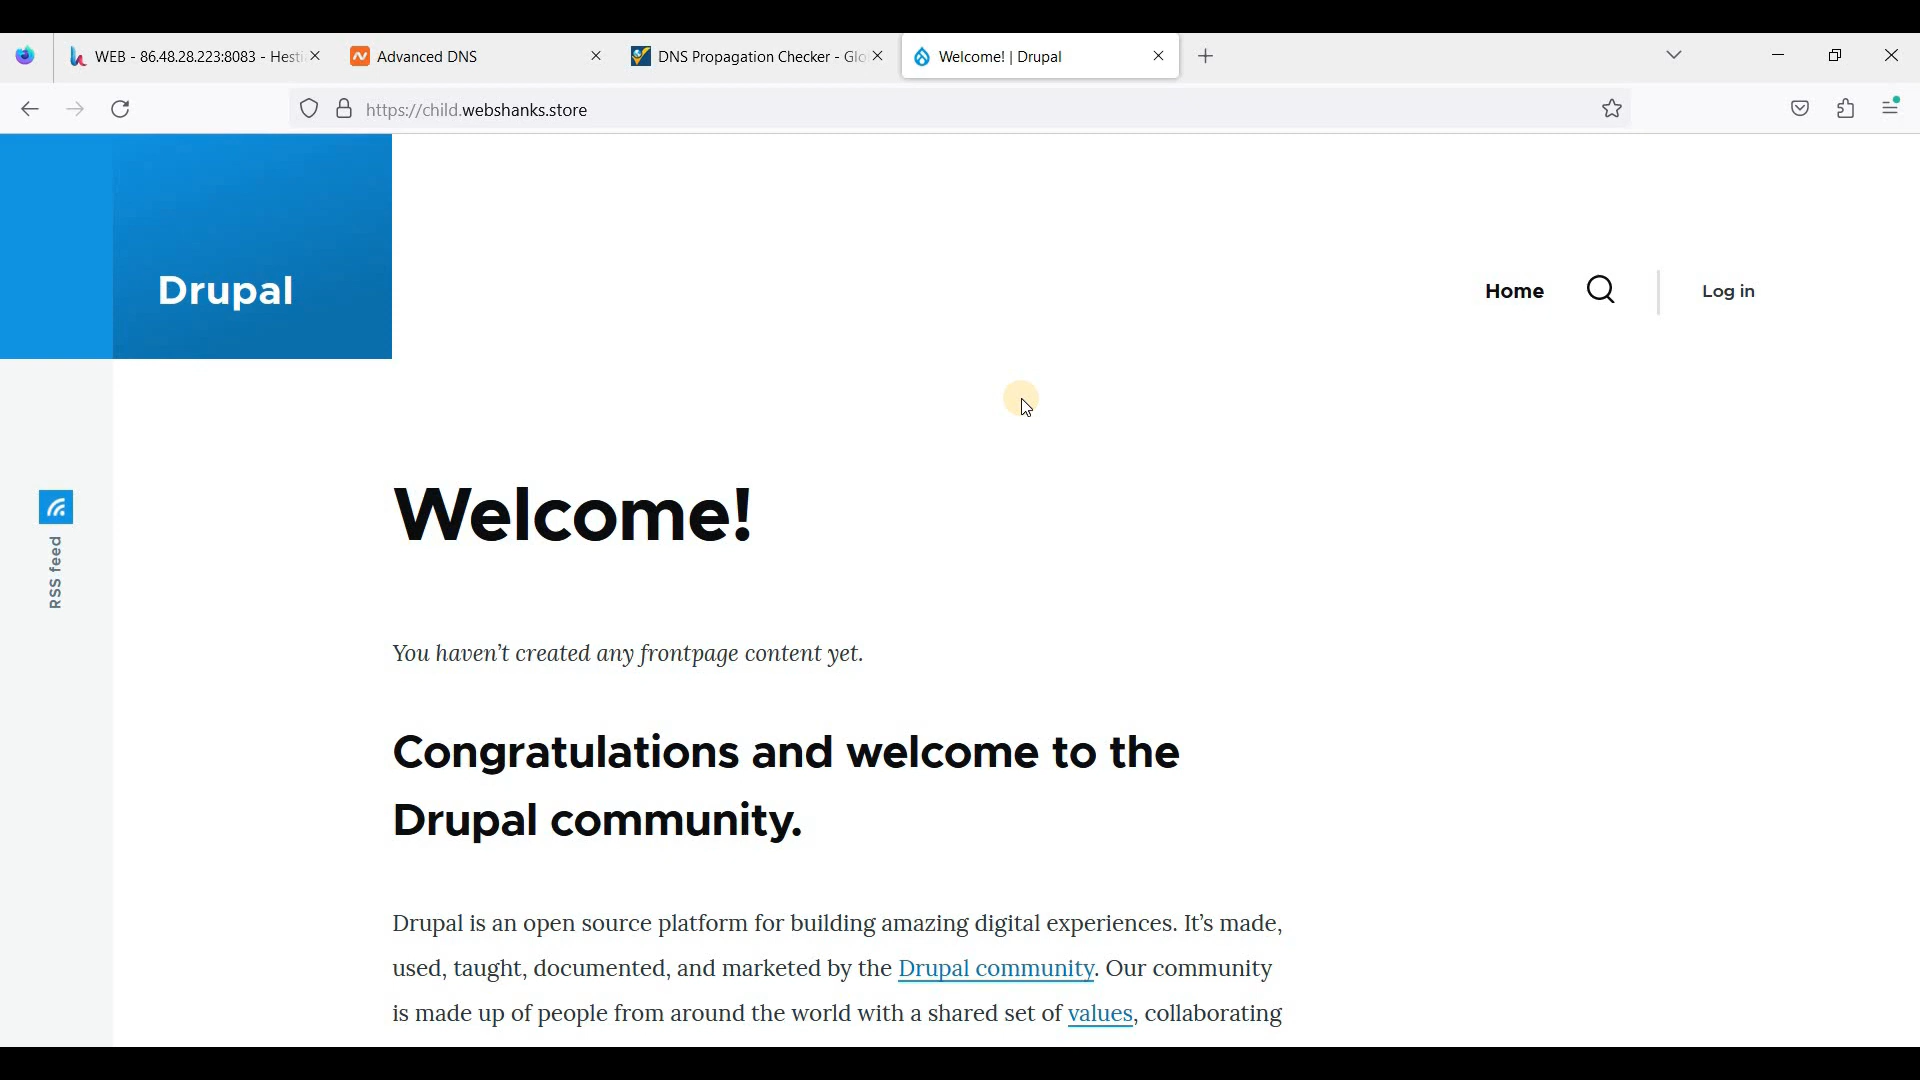 WEB - 86.48.28.223:8083 - Hesti
Advanced DNS
DNS Propagation Checker - Glo
Welcome! | Drupal
https://child.webshanks.store
Drupal
Home
Log in
RSS feed
Welcome!
You haven't created any frontpage content yet.
Congratulations and welcome to the
Drupal community.
Drupal is an open source platform for building amazing digital experiences. It's made,
used, taught, documented, and marketed by the Drupal community. Our community
is made up of people from around the world with a shared set of values, collaborating